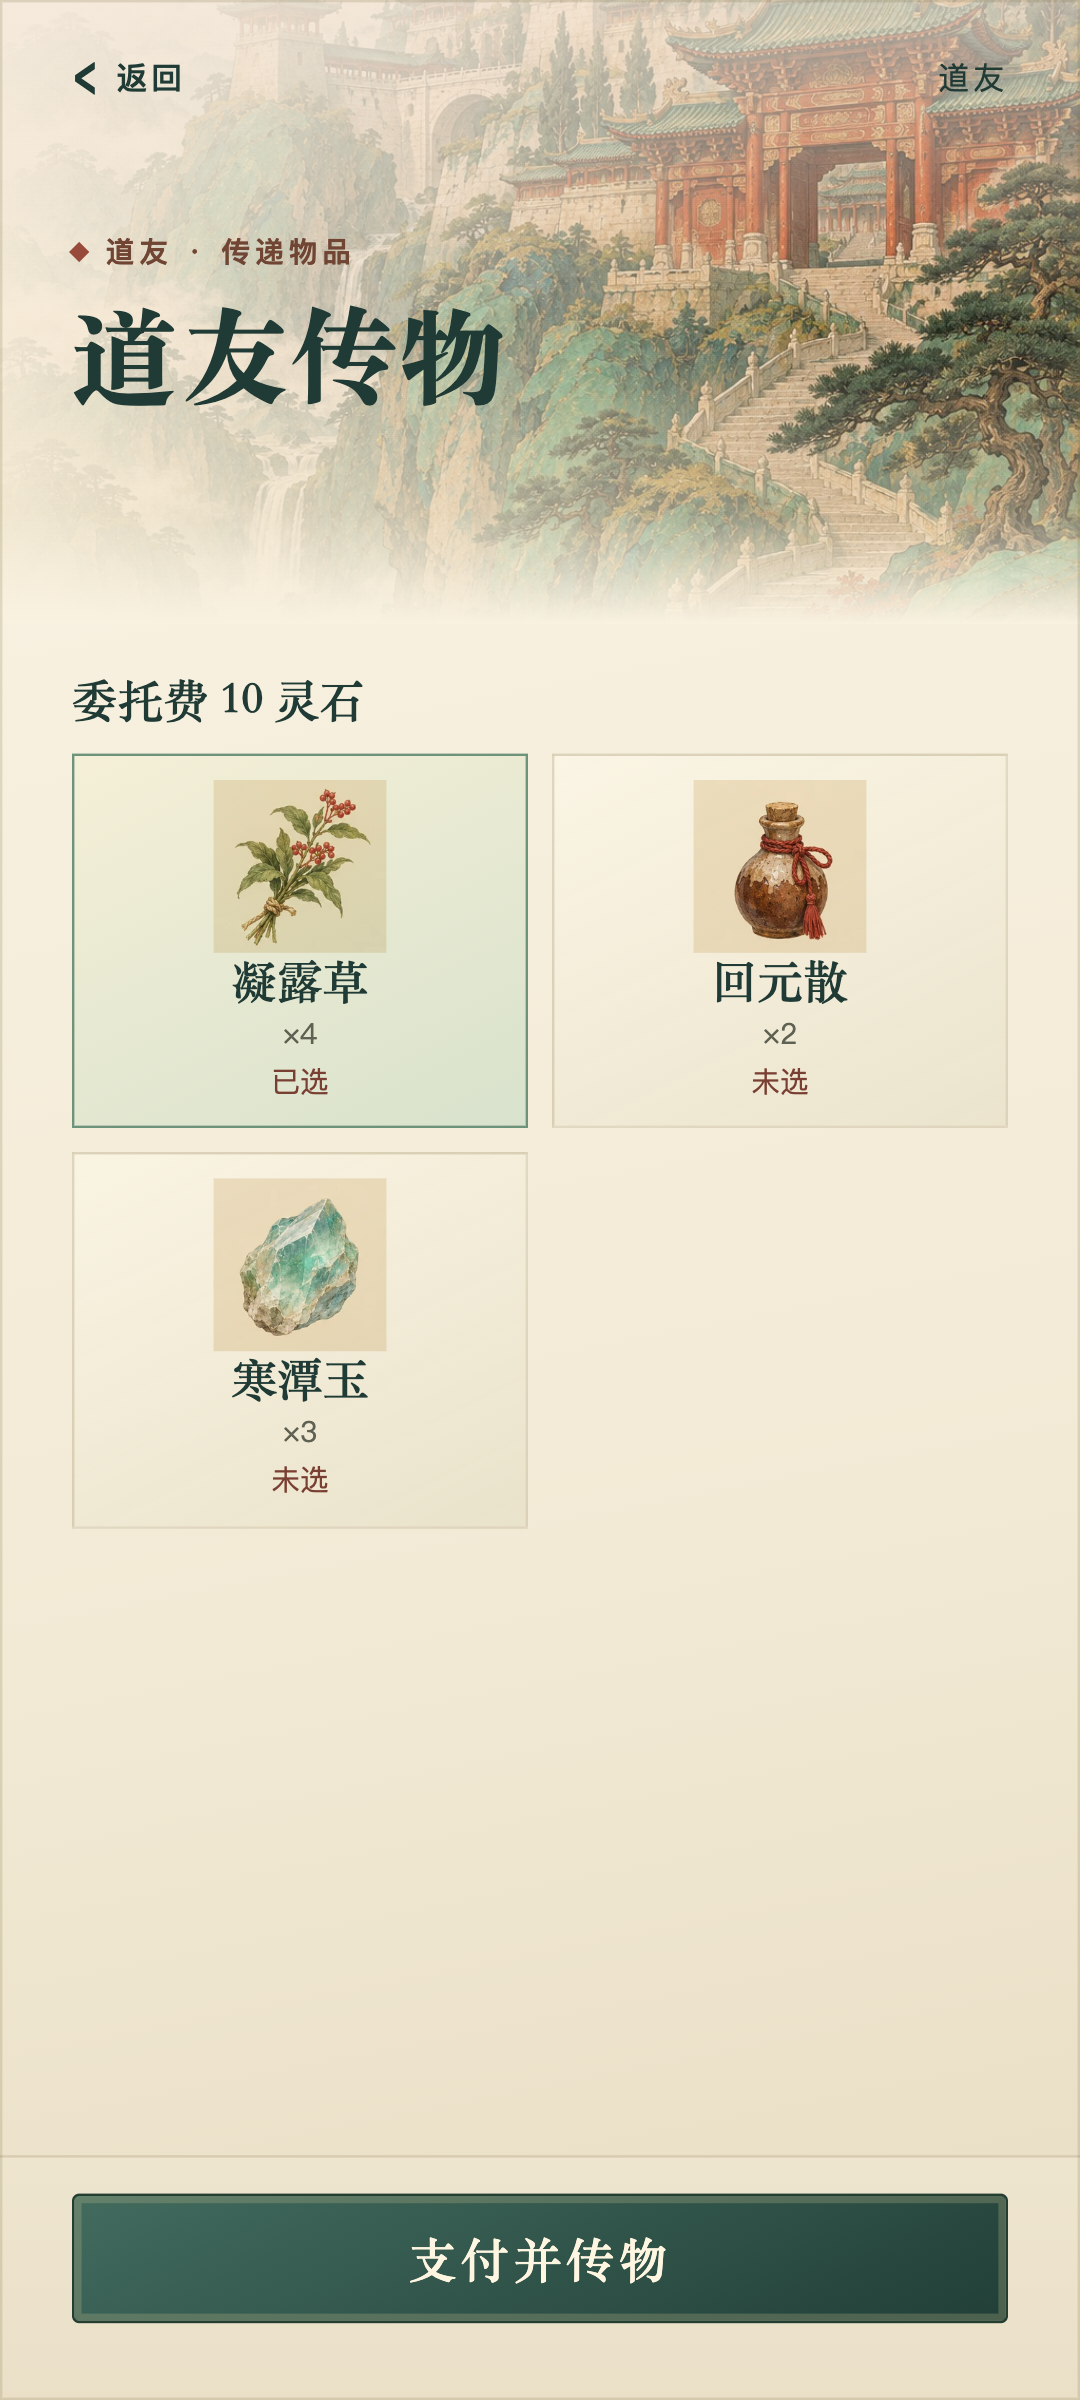 返回
道友
道友 · 传递物品
道友传物
委托费 10 灵石
凝露草
×4
已选
回元散
×2
未选
寒潭玉
×3
未选
支付并传物